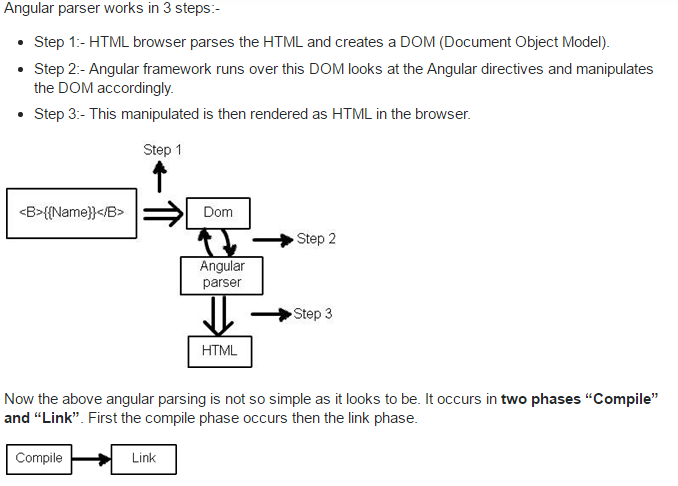 Angular parser works in 3 steps:-
Step 1:- HTML browser parses the HTML and creates a DOM (Document Object Model).
Step 2:- Angular framework runs over this DOM looks at the Angular directives and manipulates
the DOM accordingly.
Step 3:- This manipulated is then rendered as HTML in the browser.
Step 1
<B>{{Name}}</B>
Dom
Step 2
Angular
parser
Step 3
HTML
Now the above angular parsing is not so simple as it looks to be. It occurs in two phases “Compile”
and “Link”. First the compile phase occurs then the link phase.
Compile
Link